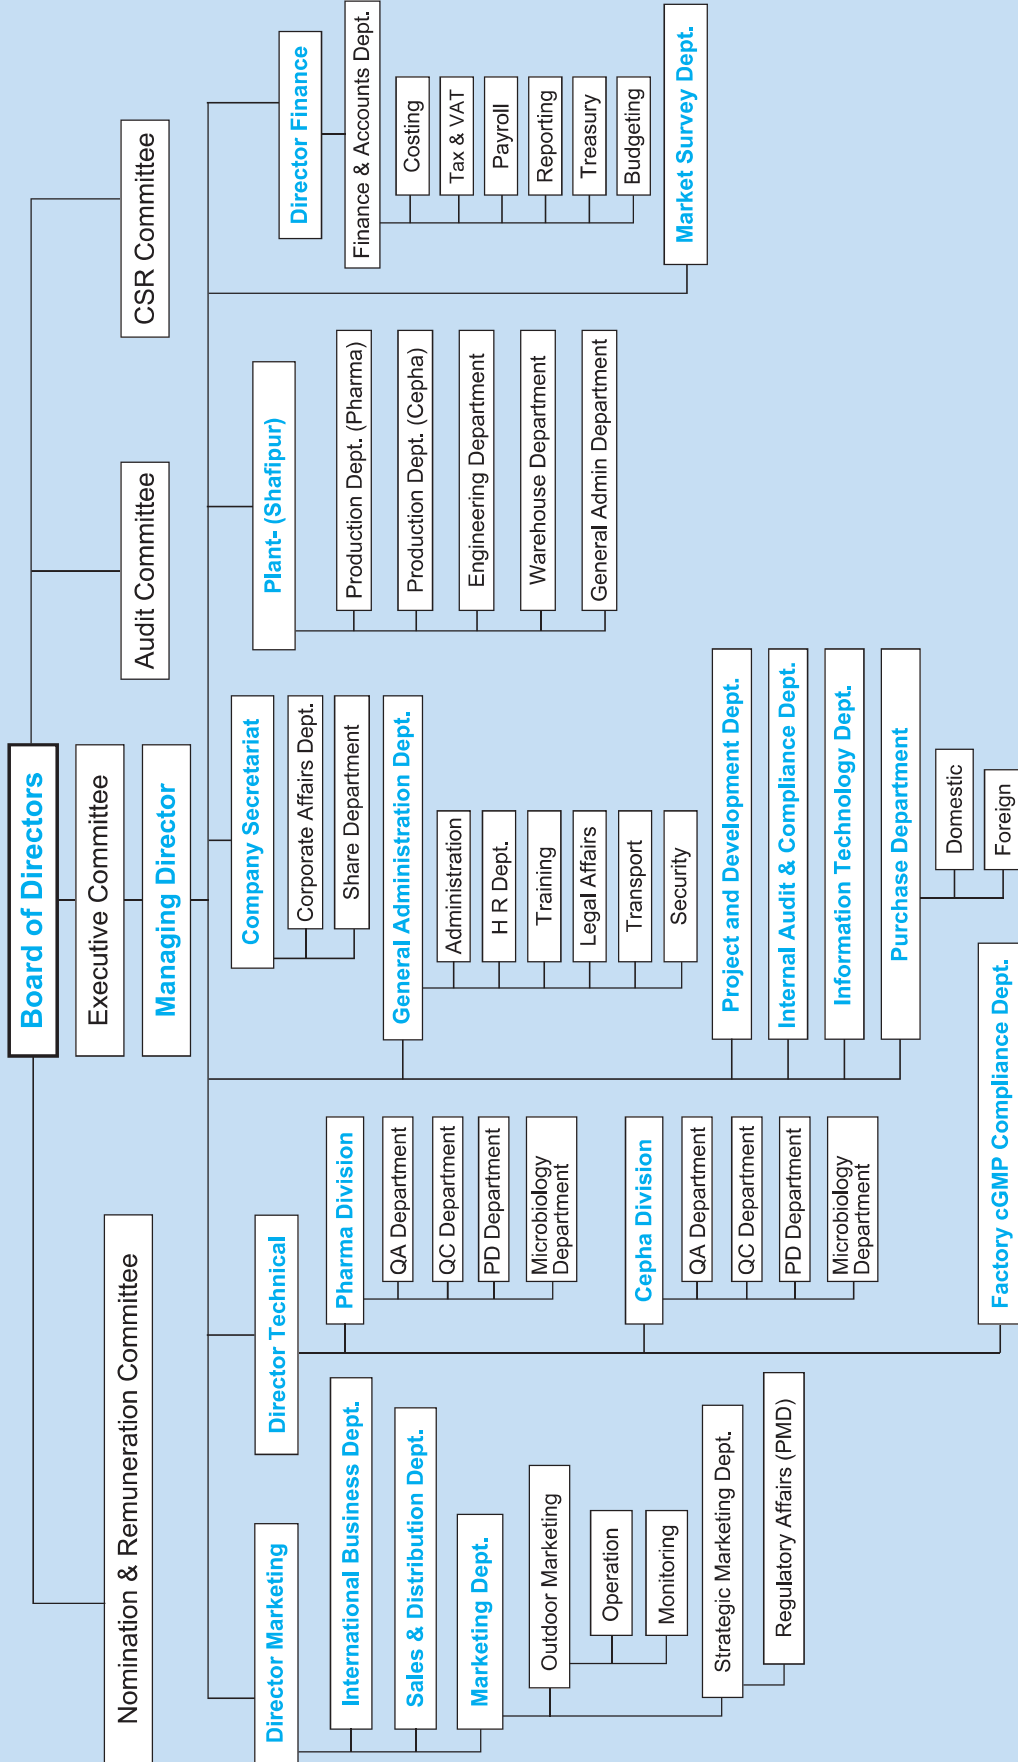 Board of Directors
Nomination & Remuneration Committee
Executive Committee
Audit Committee
CSR Committee
Managing Director
Director Marketing
International Business Dept.
Sales & Distribution Dept.
Marketing Dept.
Outdoor Marketing
Operation
Monitoring
Strategic Marketing Dept.
Regulatory Affairs (PMD)
Director Technical
Pharma Division
QA Department
QC Department
PD Department
Microbiology
Department
Cepha Division
QA Department
QC Department
PD Department
Microbiology
Department
Factory cGMP Compliance Dept.
Company Secretariat
Corporate Affairs Dept.
Share Department
General Administration Dept.
Administration
H R Dept.
Training
Legal Affairs
Transport
Security
Project and Development Dept.
Internal Audit & Compliance Dept.
Information Technology Dept.
Purchase Department
Domestic
Foreign
Plant- (Shafipur)
Production Dept. (Pharma)
Production Dept. (Cepha)
Engineering Department
Warehouse Department
General Admin Department
Director Finance
Finance & Accounts Dept.
Costing
Tax & VAT
Payroll
Reporting
Treasury
Budgeting
Market Survey Dept.